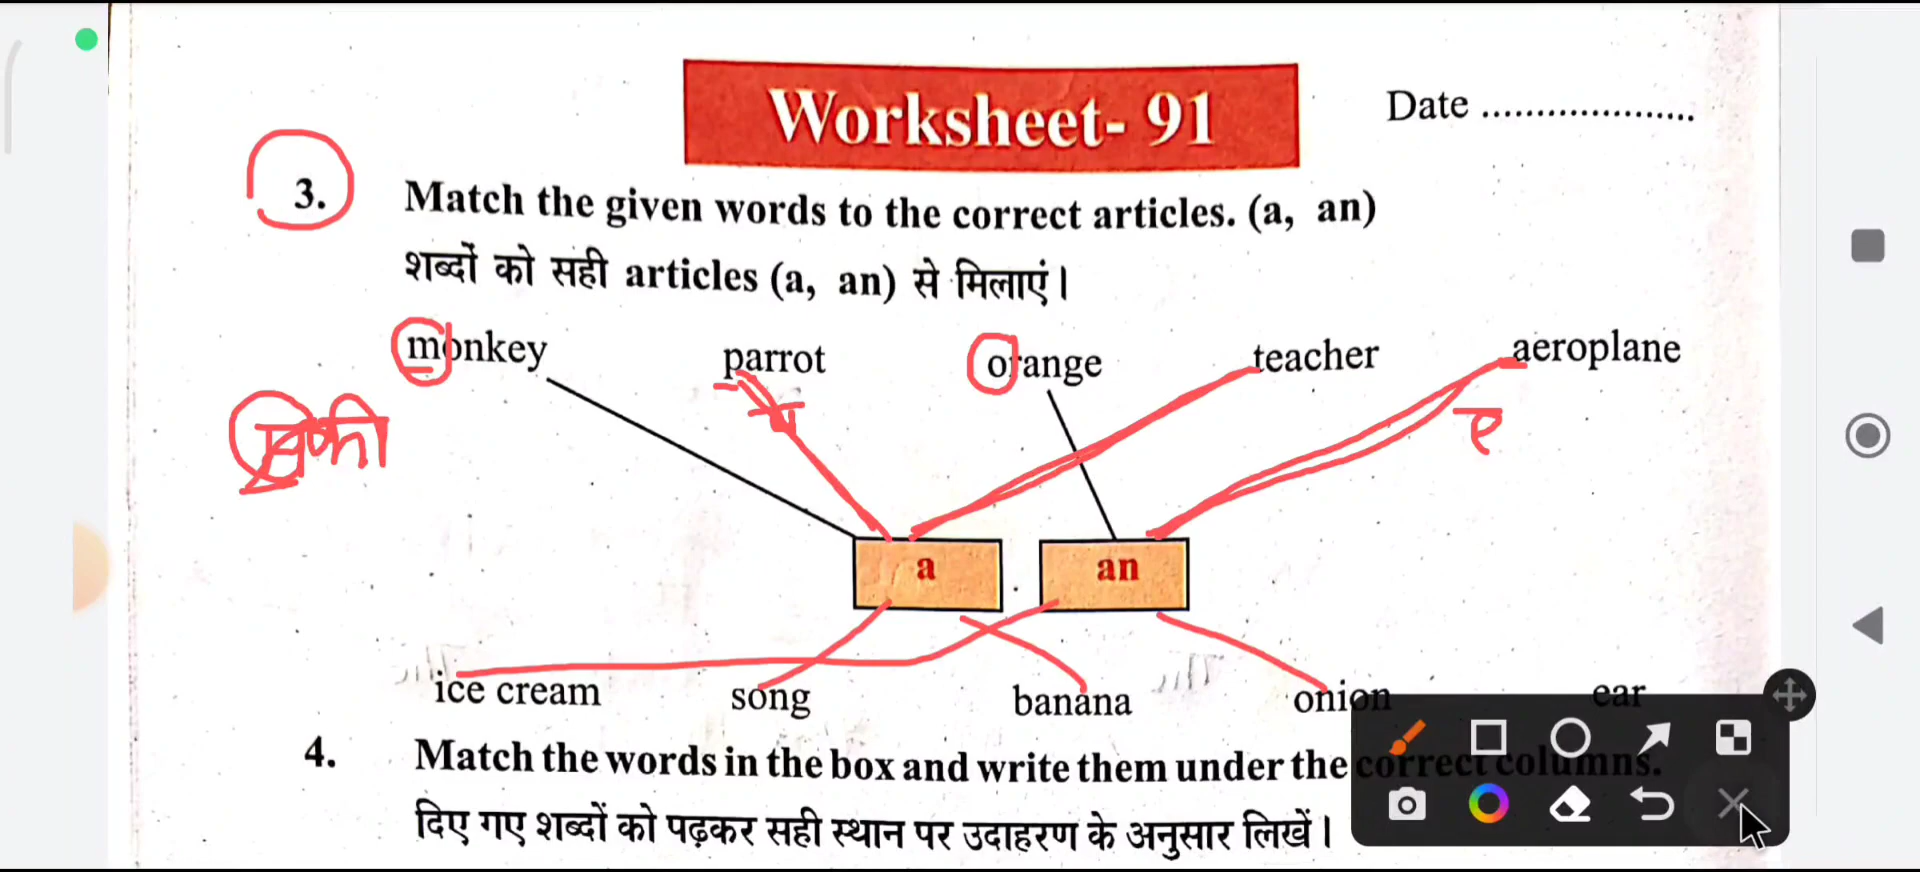 Worksheet- 91
Date ....................
3. Match the given words to the correct articles. (a, an)
शब्दों को सही articles (a, an) से मिलाएं।
monkey parrot orange teacher aeroplane
ए
a an
ice cream song banana onion ear
4. Match the words in the box and write them under the correct columns.
दिए गए शब्दों को पढ़कर सही स्थान पर उदाहरण के अनुसार लिखें।